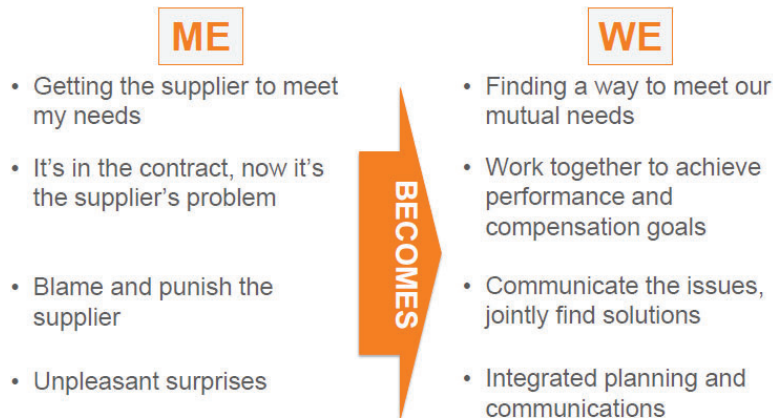 ME
• Getting the supplier to meet
my needs
• It's in the contract, now it's
the supplier's problem
• Blame and punish the
supplier
• Unpleasant surprises
BECOMES
WE
• Finding a way to meet our
mutual needs
• Work together to achieve
performance and
compensation goals
• Communicate the issues,
jointly find solutions
• Integrated planning and
communications